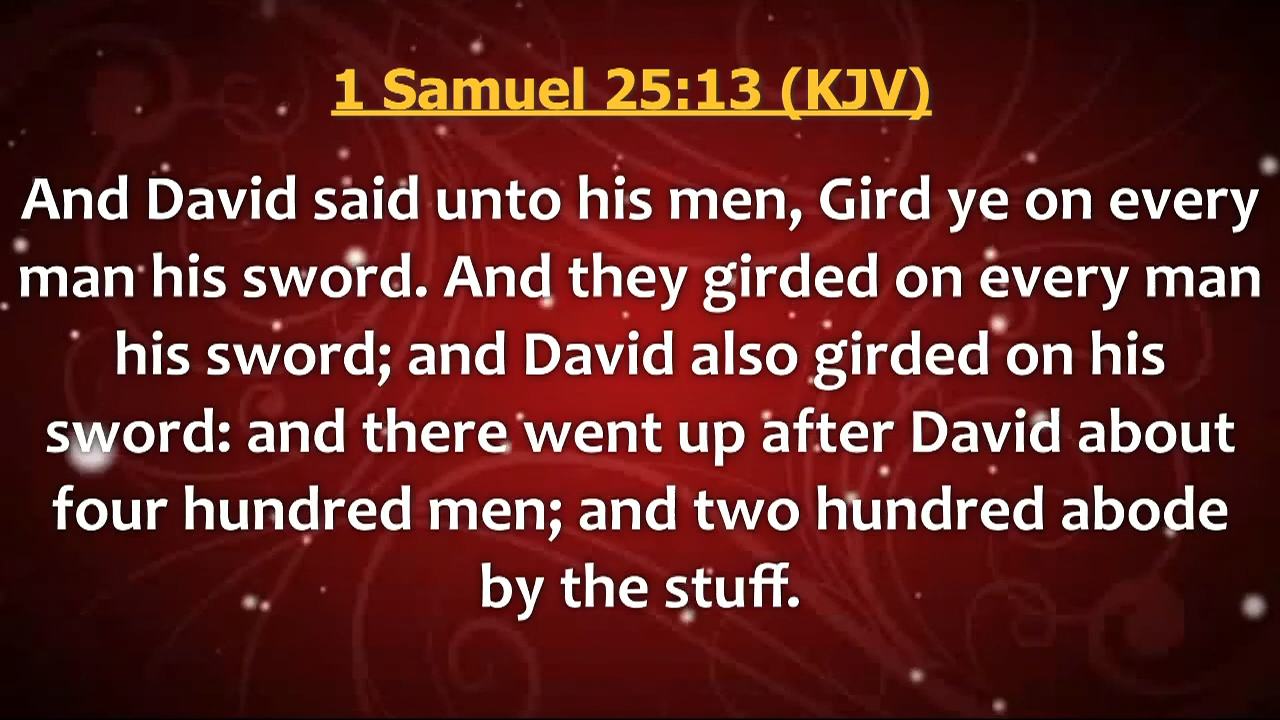 1 Samuel 25:13 (KJV)
And David said unto his men, Gird ye on every
man his sword. And they girded on every man
his sword; and David also girded on his
sword: and there went up after David about
four hundred men; and two hundred abode
by the stuff.